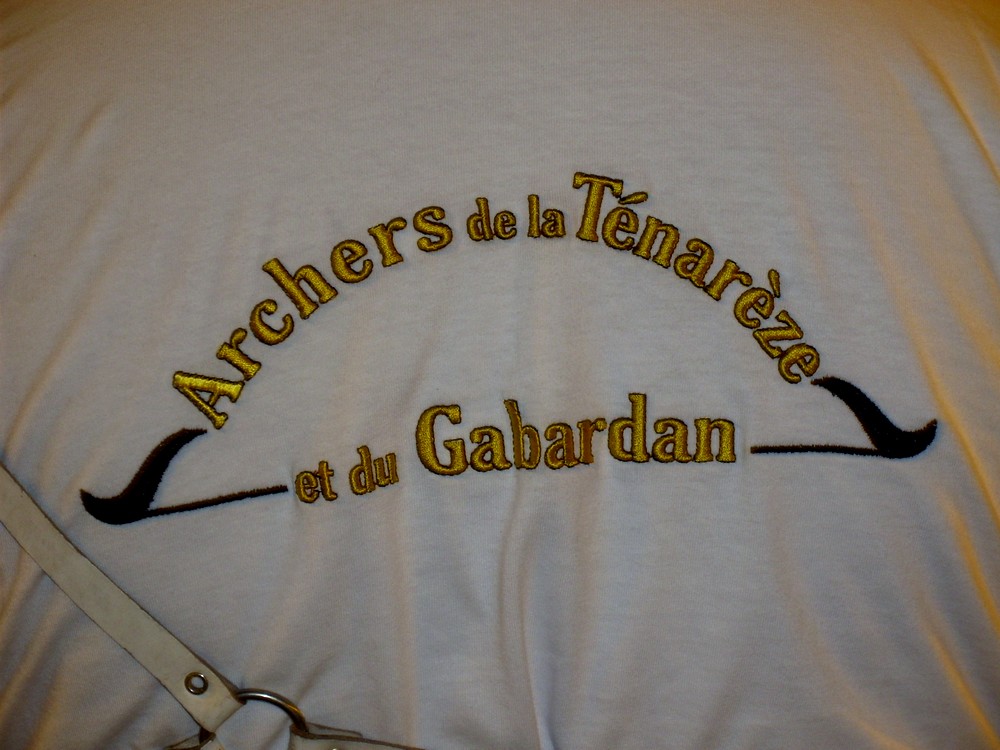 Archers de la Ténarèze
et du Gabardan